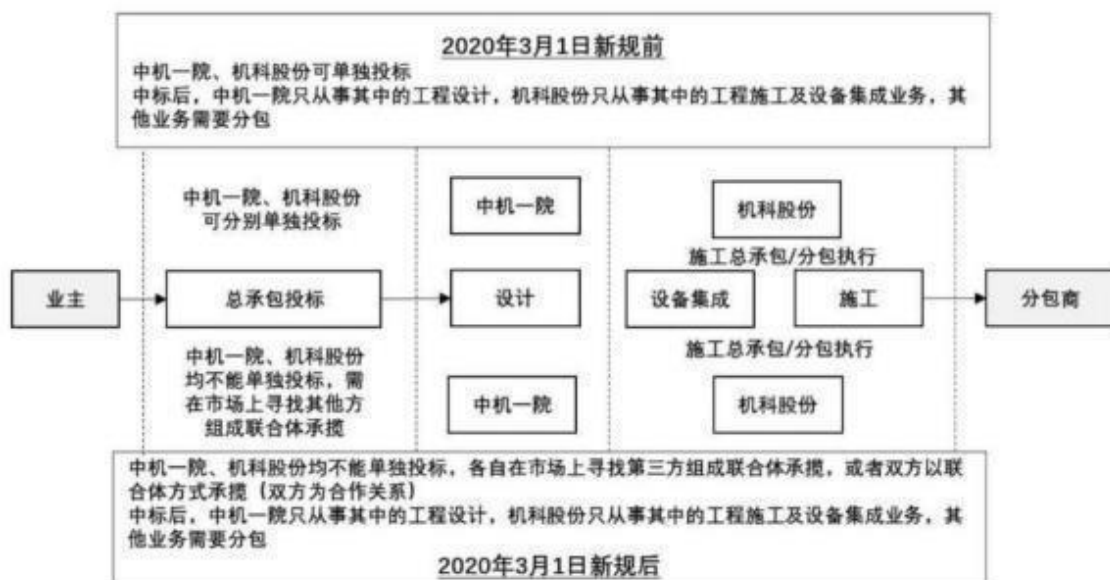 2020年3月1日新规前
中机一院、机科股份可单独投标
中标后，中机一院只从事其中的工程设计，机科股份只从事其中的工程施工及设备集成业务，其
他业务需要分包
中机一院、机科股份
可分别单独投标
中机一院
机科股份
施工总承包/分包执行
业主
总承包投标
设计
设备集成
施工
分包商
施工总承包/分包执行
中机一院、机科股份
均不能单独投标，需
在市场上寻找其他方
组成联合体承揽
中机一院
机科股份
中机一院、机科股份均不能单独投标，各自在市场上寻找第三方组成联合体承揽，或者双方以联
合体方式承揽（双方为合作关系）
中标后，中机一院只从事其中的工程设计，机科股份只从事其中的工程施工及设备集成业务，其
他业务需要分包
2020年3月1日新规后